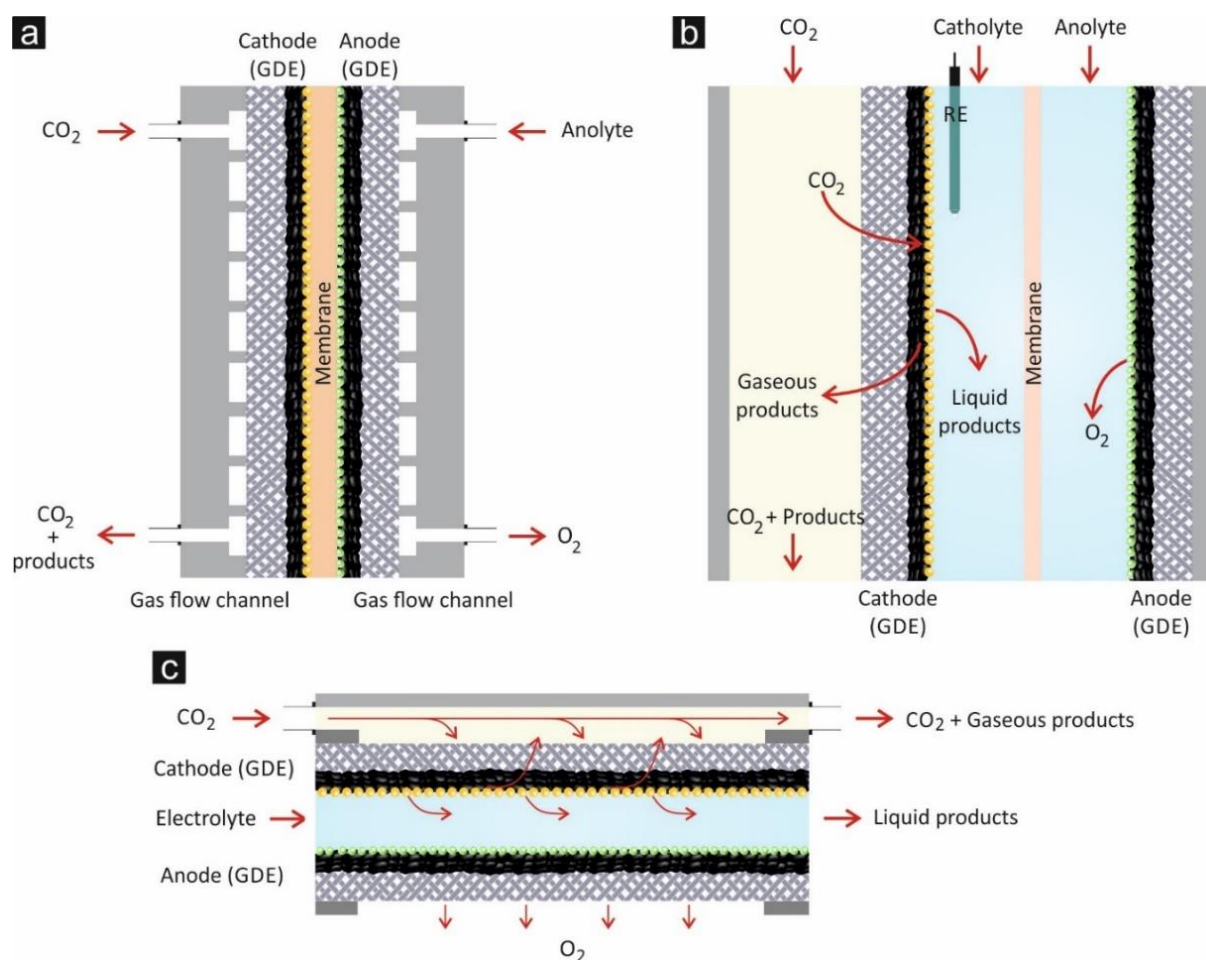 a
Cathode
(GDE)
Anode
(GDE)
CO2
Anolyte
Membrane
CO2
+
products
O2
Gas flow channel
Gas flow channel
b
CO2
Catholyte
Anolyte
RE
CO2
Membrane
Gaseous
products
Liquid
products
O2
CO2 + Products
Cathode
(GDE)
Anode
(GDE)
c
CO2
CO2 + Gaseous products
Cathode (GDE)
Electrolyte
Liquid products
Anode (GDE)
O2